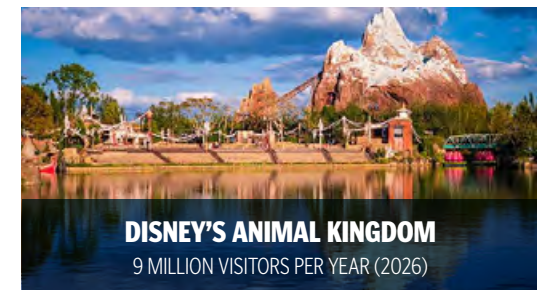 DISNEY'S ANIMAL KINGDOM
9 MILLION VISITORS PER YEAR (2026)